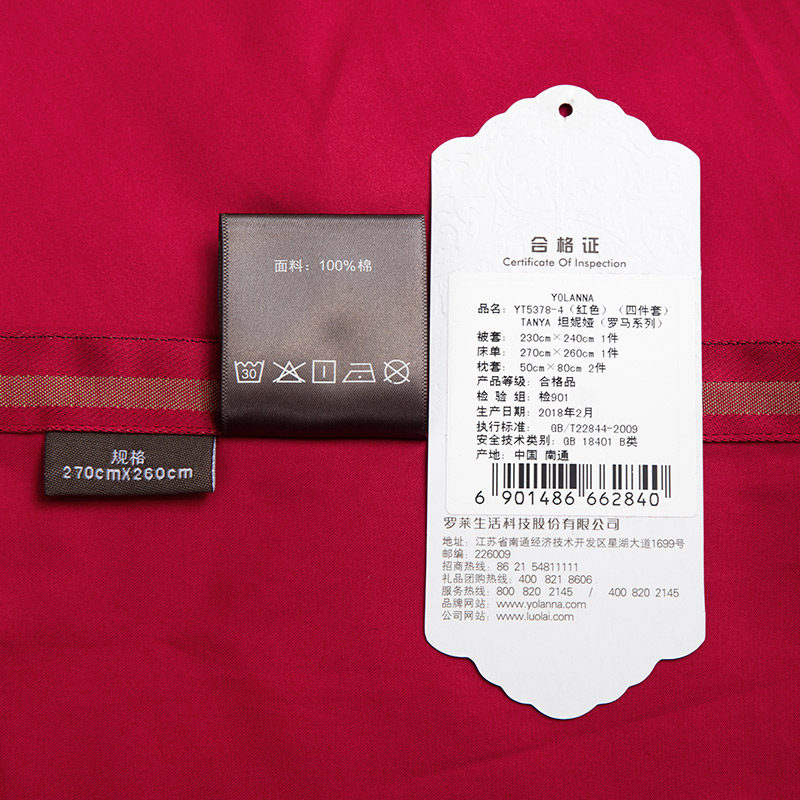 面料：100%棉
30
规格
270cmX260cm
合格证
Certificate Of Inspection
YOLANNA
品名：YT5378-4（红色）（四件套）
TANYA 坦妮娅（罗马系列）
被套：230cm×240cm 1件
床单：270cm×260cm 1件
枕套：50cm×80cm 2件
产品等级：合格品
检 验 组：检901
生产日期：2018年2月
执行标准：GB/T22844-2009
安全技术类别：GB 18401 B类
产地：中国 南通
6 901486 662840
罗莱生活科技股份有限公司
地址：江苏省南通经济技术开发区星湖大道1699号
邮编：226009
招商热线：86 21 54811111
礼品团购热线：400 821 8606
服务热线：800 820 2145 / 400 820 2145
品牌网站：www.yolanna.com
公司网站：www.luolai.com